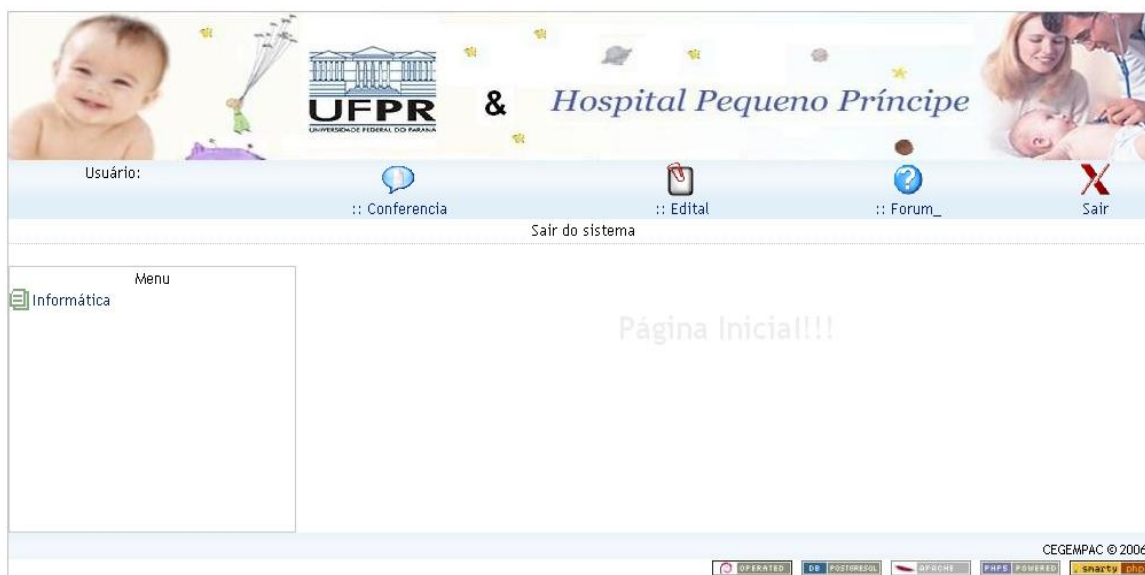 UFPR
UNIVERSIDADE FEDERAL DO PARANÁ
& Hospital Pequeno Príncipe
Usuário:
:: Conferencia
:: Edital
:: Forum_
Sair
Sair do sistema
Menu
Informática
Página Inicial!!!
CEGEMPAC © 2006
OPERATED
DB POSTGRESQL
APACHE
PHP5 POWERED
smarty php